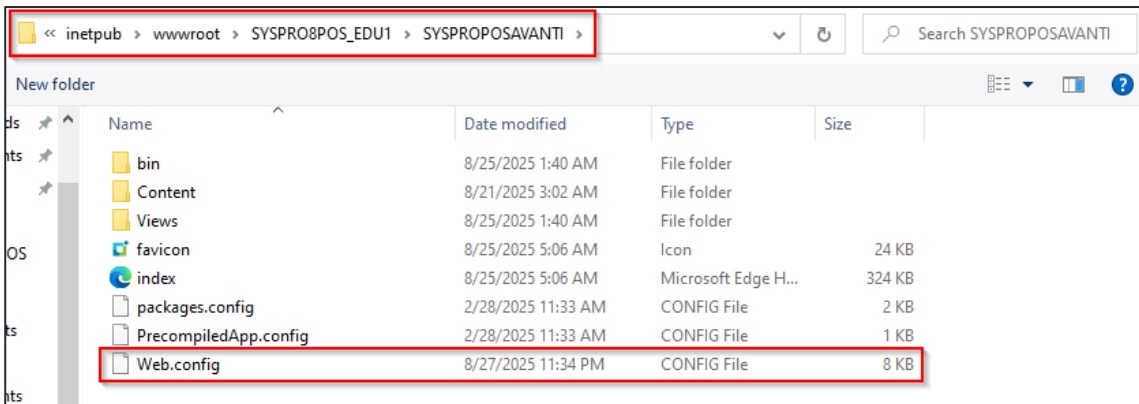 « inetpub > wwwroot > SYSPRO8POS_EDU1 > SYSPROPOSAVANTI > Search SYSPROPOSAVANTI
New folder ?
ds Name Date modified Type Size
nts bin 8/25/2025 1:40 AM File folder
Content 8/21/2025 3:02 AM File folder
Views 8/25/2025 1:40 AM File folder
OS favicon 8/25/2025 5:06 AM Icon 24 KB
index 8/25/2025 5:06 AM Microsoft Edge H... 324 KB
packages.config 2/28/2025 11:33 AM CONFIG File 2 KB
ts PrecompiledApp.config 2/28/2025 11:33 AM CONFIG File 1 KB
Web.config 8/27/2025 11:34 PM CONFIG File 8 KB
nts